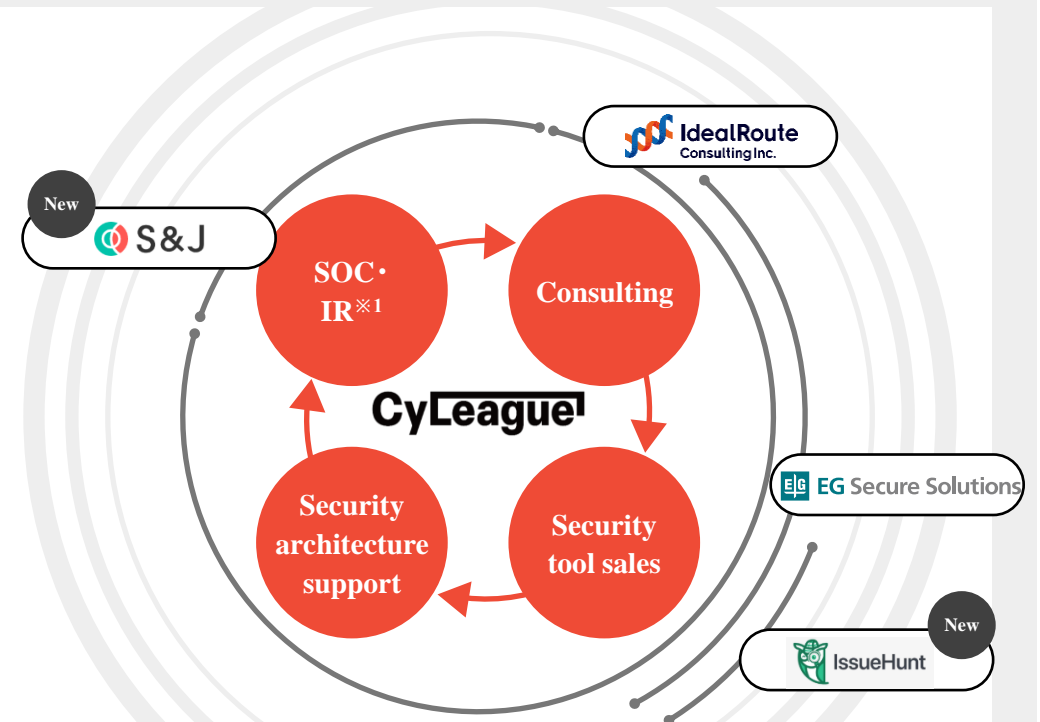 IdealRoute
Consulting Inc.
New
S&J
SOC・
IR※1
Consulting
CyLeague
Security
architecture
support
Security
tool sales
EG EG Secure Solutions
New
IssueHunt